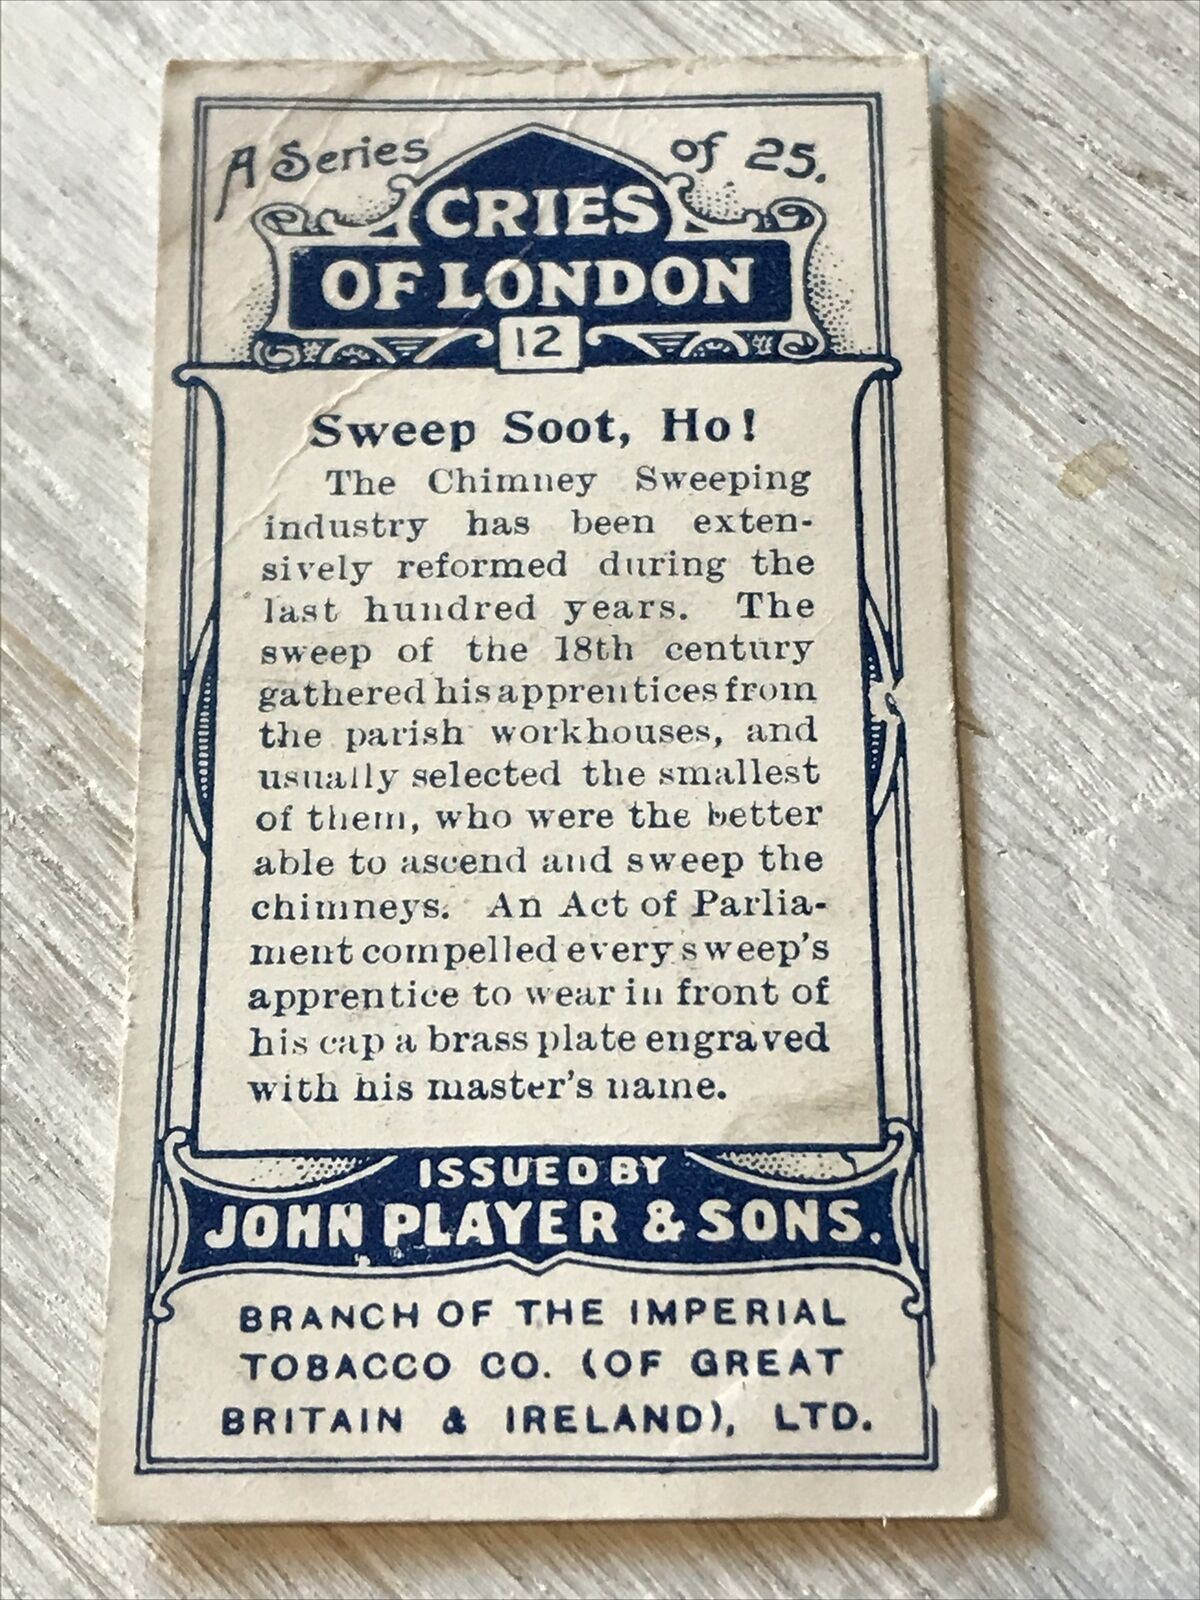 A Series of 25.
CRIES
OF LONDON
12
Sweep Soot, Ho!
The Chimney Sweeping
industry has been exten-
sively reformed during the
last hundred years. The
sweep of the 18th century
gathered his apprentices from
the parish workhouses, and
usually selected the smallest
of them, who were the better
able to ascend and sweep the
chimneys. An Act of Parlia-
ment compelled every sweep's
apprentice to wear in front of
his cap a brass plate engraved
with his master's name.
ISSUED BY
JOHN PLAYER & SONS.
BRANCH OF THE IMPERIAL
TOBACCO CO. (OF GREAT
BRITAIN & IRELAND), LTD.